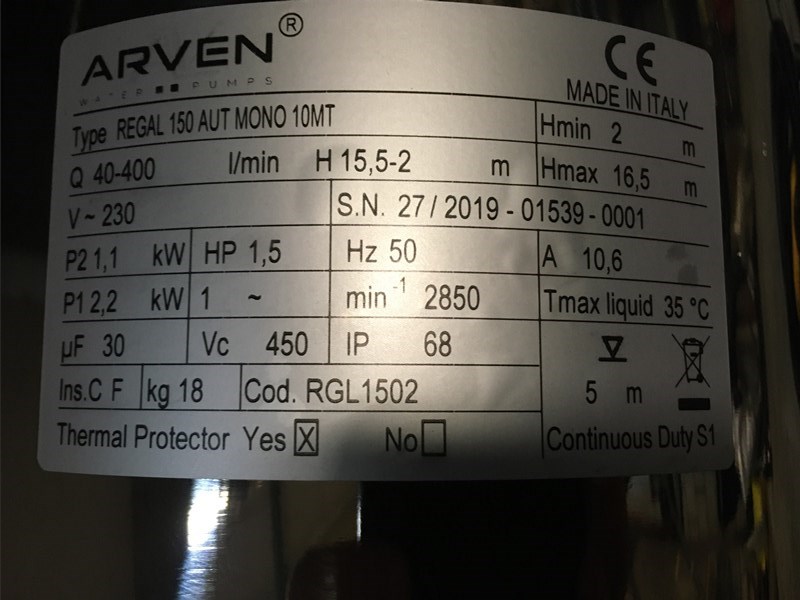 ARVEN®
WATER PUMPS
CE
MADE IN ITALY
Type REGAL 150 AUT MONO 10MT
Hmin 2 m
Q 40-400 l/min H 15,5-2 m
Hmax 16,5 m
V~ 230
S.N. 27 / 2019 - 01539 - 0001
P2 1,1 kW HP 1,5 Hz 50 A 10,6
P1 2,2 kW 1 ~ min⁻¹ 2850 Tmax liquid 35 °C
µF 30 Vc 450 IP 68
5 m
Ins.C F kg 18 Cod. RGL1502
Thermal Protector Yes ☒ No ☐ Continuous Duty S1